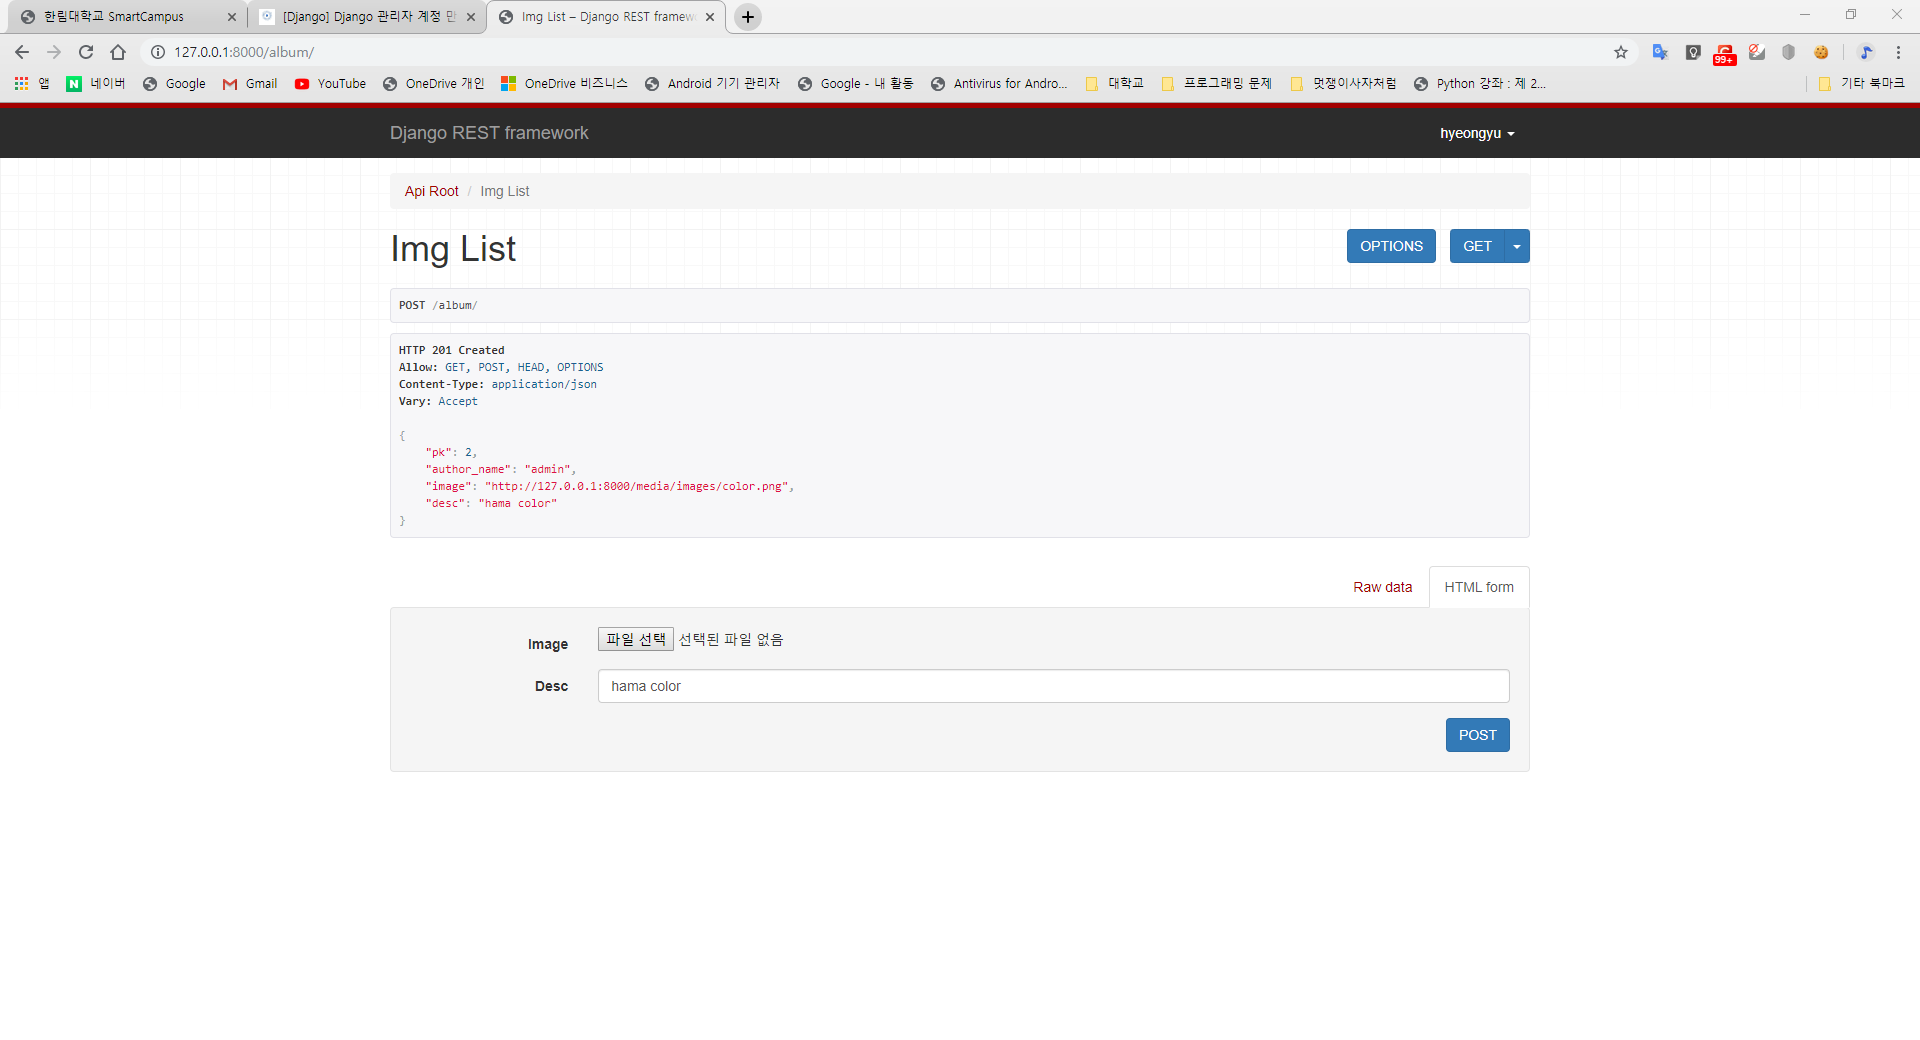 한림대학교 SmartCampus
[Django] Django 관리자 계정 만
Img List – Django REST framew
127.0.0.1:8000/album/
99+
앱 네이버 Google Gmail YouTube OneDrive 개인 OneDrive 비즈니스 Android 기기 관리자 Google - 내 활동 Antivirus for Andro... 대학교 프로그래밍 문제 멋쟁이사자처럼 Python 강좌 : 제 2... 기타 북마크
Django REST framework
hyeongyu
Api Root / Img List
Img List
OPTIONS
GET
POST /album/
HTTP 201 Created
Allow: GET, POST, HEAD, OPTIONS
Content-Type: application/json
Vary: Accept
{
"pk": 2,
"author_name": "admin",
"image": "http://127.0.0.1:8000/media/images/color.png",
"desc": "hama color"
}
Raw data
HTML form
Image 파일 선택 선택된 파일 없음
Desc hama color
POST